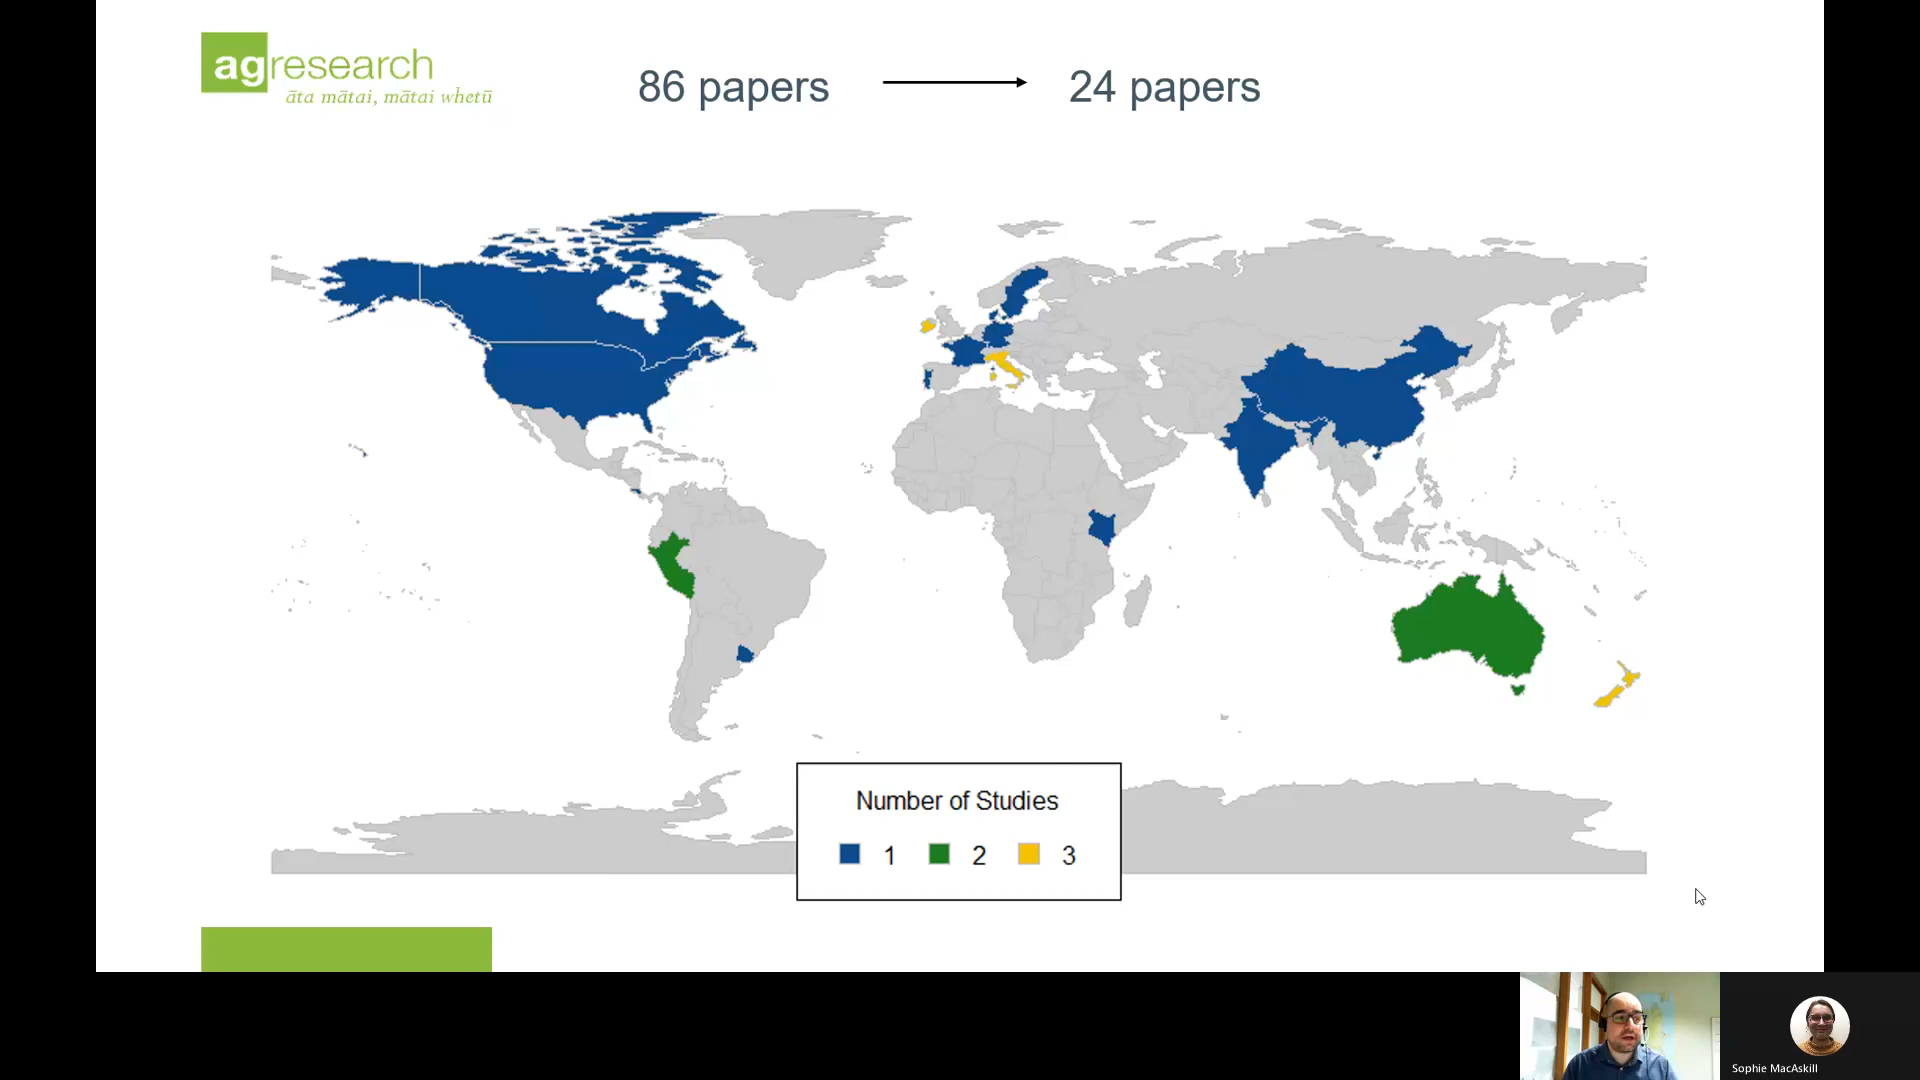 agresearch
āta mātai, mātai whetū
86 papers
24 papers
Number of Studies
1 2 3
Sophie MacAskill